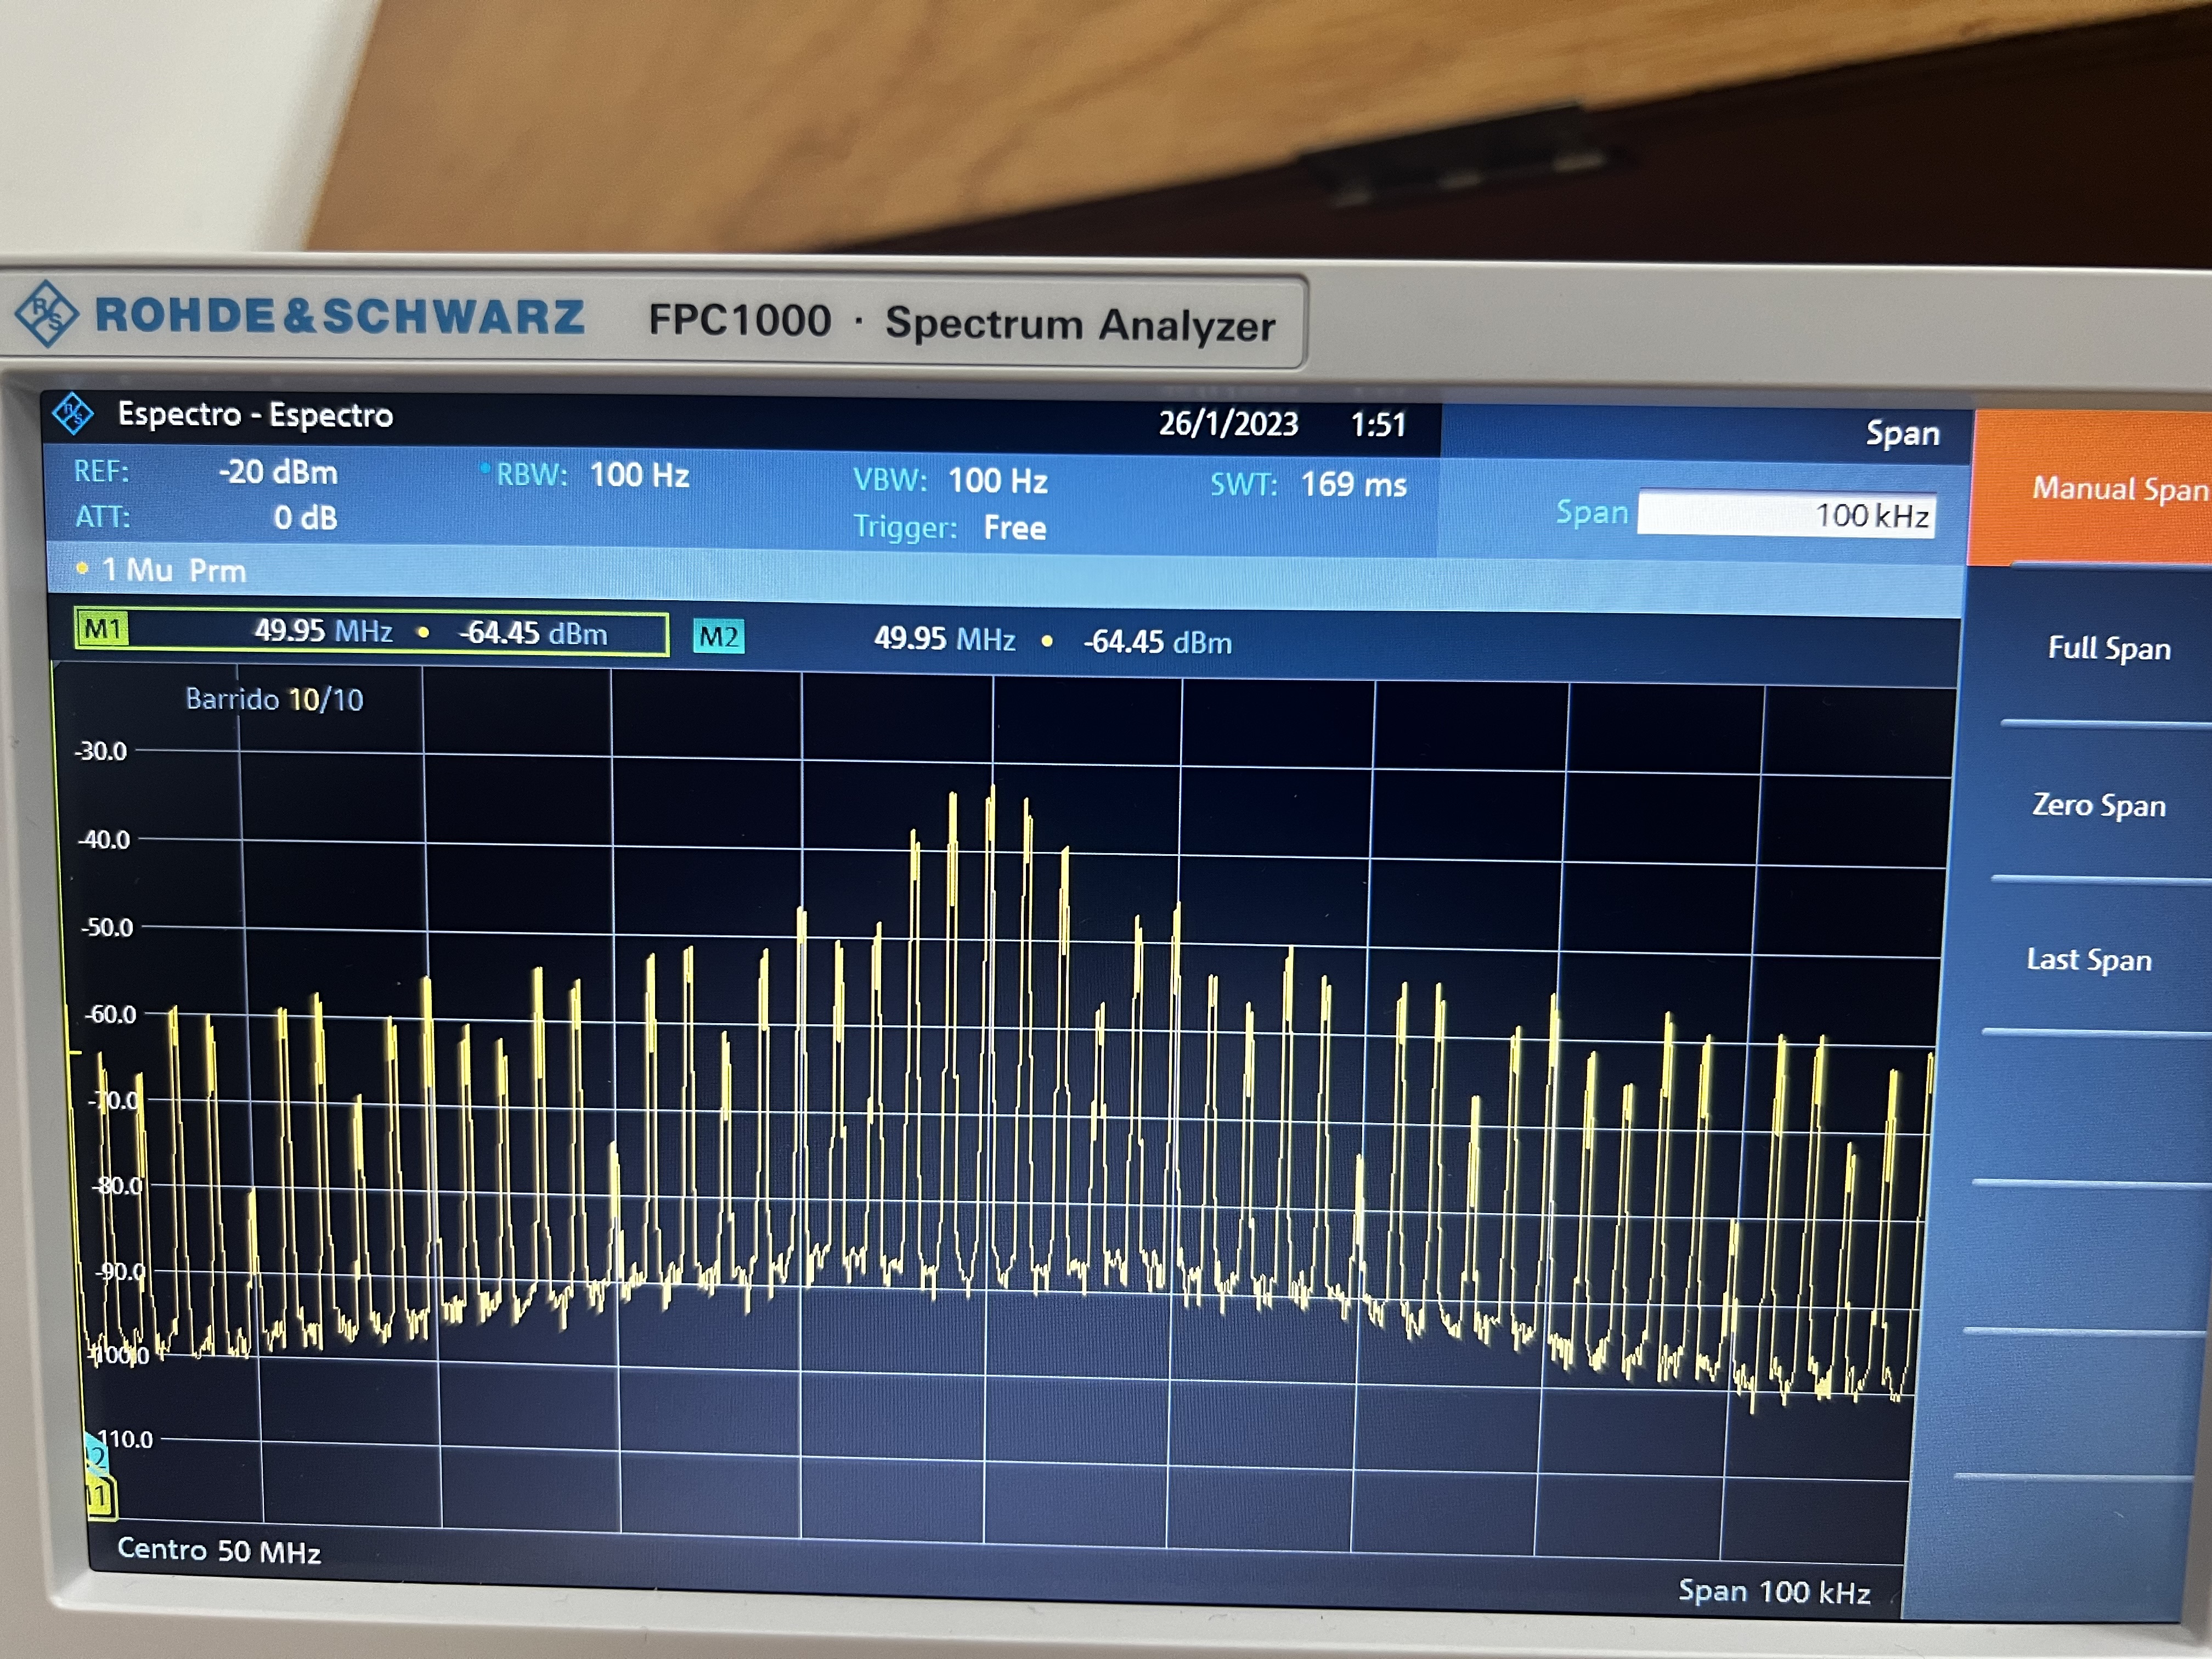 ROHDE&SCHWARZ FPC1000 · Spectrum Analyzer
Espectro - Espectro 26/1/2023 1:51 Span
REF: -20 dBm RBW: 100 Hz VBW: 100 Hz SWT: 169 ms
ATT: 0 dB Trigger: Free
Span 100 kHz
Manual Span
1 Mu Prm
M1 49.95 MHz -64.45 dBm M2 49.95 MHz -64.45 dBm
Full Span
Barrido 10/10
-30.0
Zero Span
-40.0
-50.0
Last Span
-60.0
-70.0
-80.0
-90.0
-100.0
110.0
2
1
Centro 50 MHz
Span 100 kHz